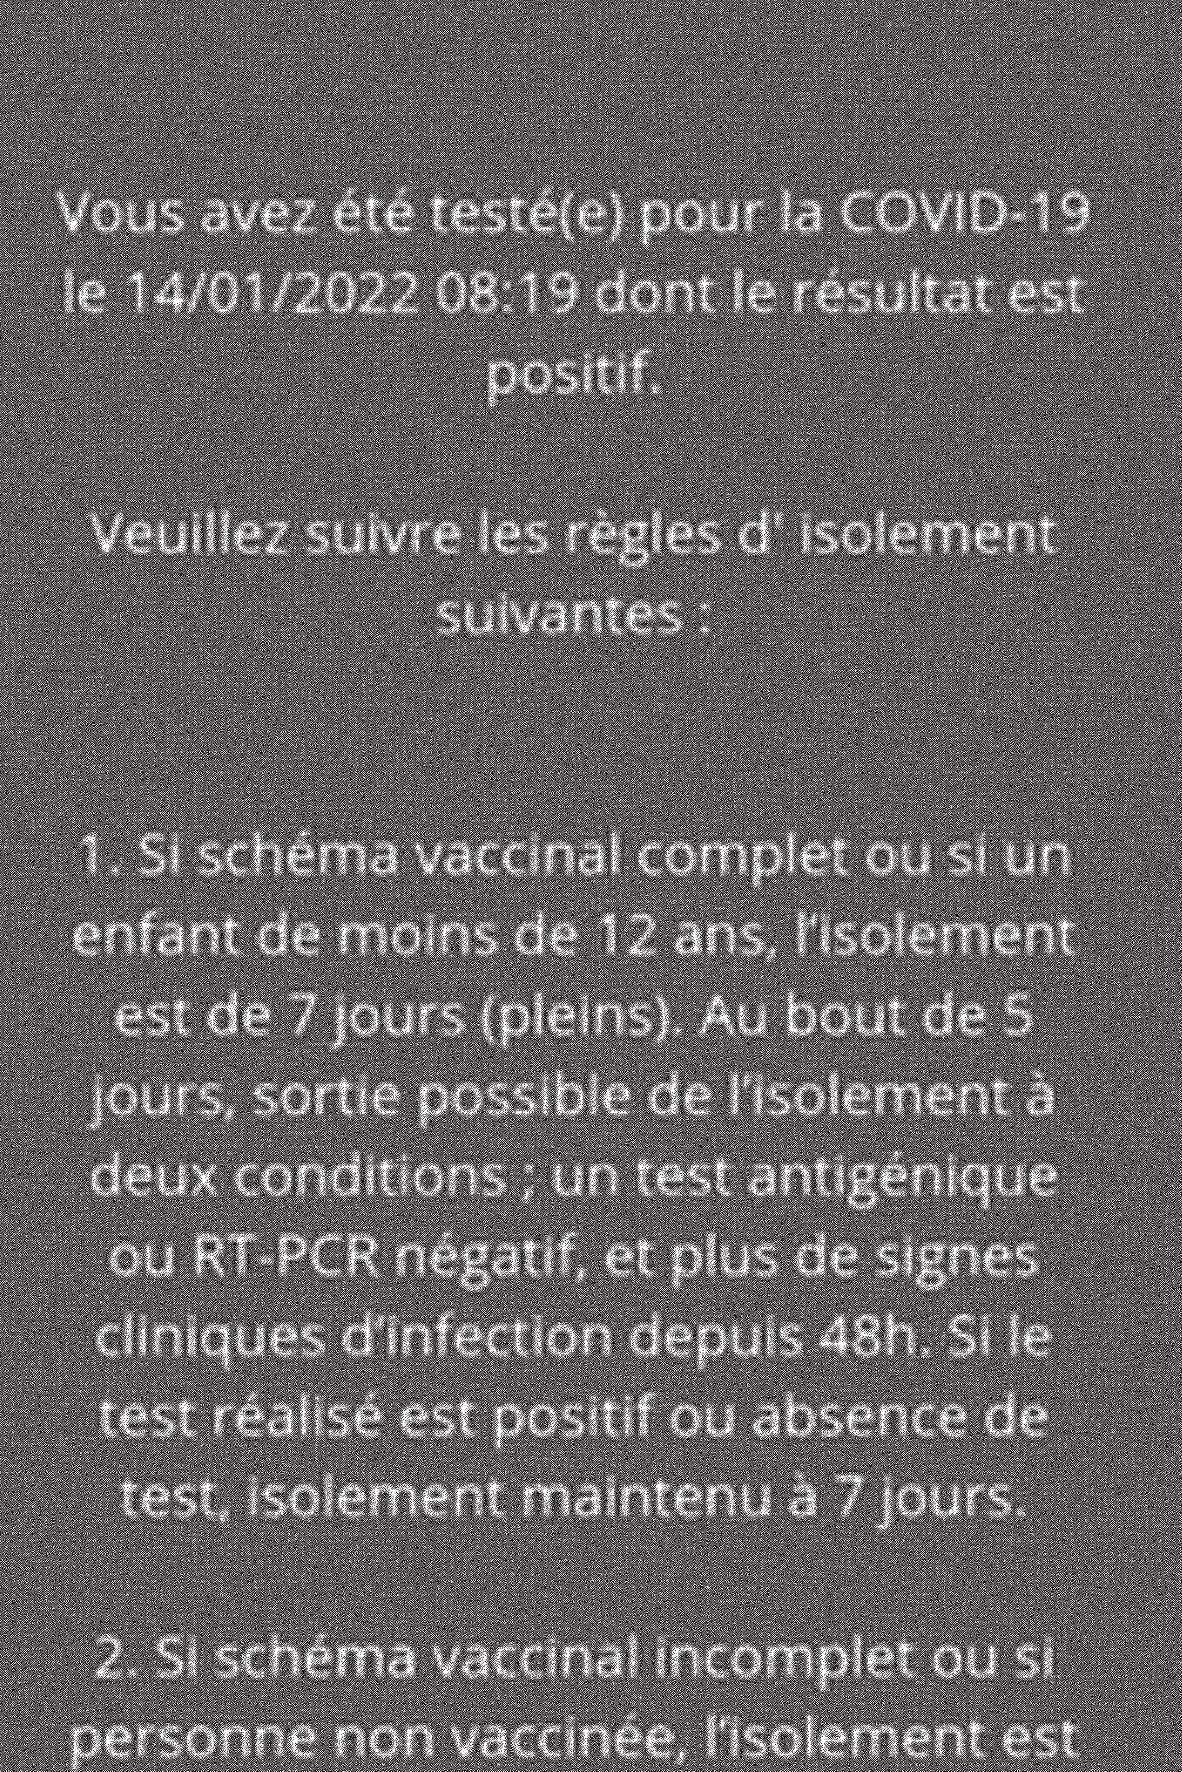 Vous avez été testé(e) pour la COVID-19
le 14/01/2022 08:19 dont le résultat est
positif.
Veuillez suivre les règles d' isolement
suivantes :
1. Si schéma vaccinal complet ou si un
enfant de moins de 12 ans, l'isolement
est de 7 jours (pleins). Au bout de 5
jours, sortie possible de l'isolement à
deux conditions ; un test antigénique
ou RT-PCR négatif, et plus de signes
cliniques d'infection depuis 48h. Si le
test réalisé est positif ou absence de
test, isolement maintenu à 7 jours.
2. Si schéma vaccinal incomplet ou si
personne non vaccinée, l'isolement est